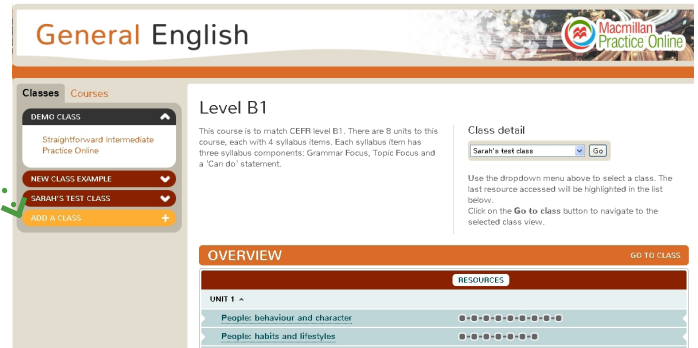 General English
Macmillan
Practice Online
Classes Courses
DEMO CLASS
Straightforward Intermediate
Practice Online
NEW CLASS EXAMPLE
SARAH'S TEST CLASS
ADD A CLASS +
Level B1
This course is to match CEFR level B1. There are 8 units to this
course, each with 4 syllabus items. Each syllabus item has
three syllabus components: Grammar Focus, Topic Focus and
a 'Can do' statement.
Class detail
Sarah's test class Go
Use the dropdown menu above to select a class. The
last resource accessed will be highlighted in the list
below.
Click on the Go to class button to navigate to the
selected class view.
OVERVIEW GO TO CLASS
RESOURCES
UNIT 1
People: behaviour and character
People: habits and lifestyles